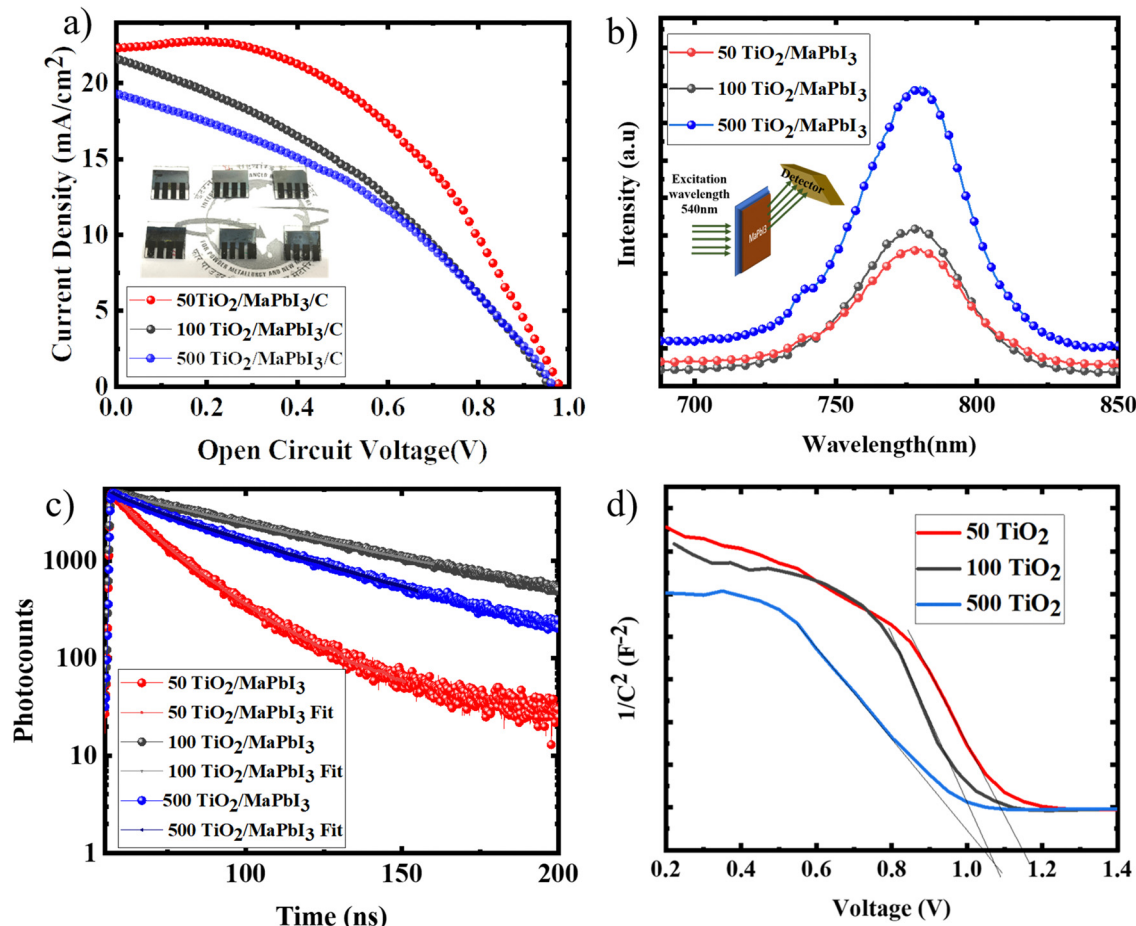 a)
Current Density (mA/cm2)
20
15
10
5
0
50TiO2/MaPbI3/C
100 TiO2/MaPbI3/C
500 TiO2/MaPbI3/C
0.0 0.2 0.4 0.6 0.8 1.0
Open Circuit Voltage(V)
FOR POWDER METALLURGY AND NEW
b)
Intensity (a.u)
50 TiO2/MaPbI3
100 TiO2/MaPbI3
500 TiO2/MaPbI3
Excitation
wavelength
540nm
MaPbI3
Detector
700 750 800 850
Wavelength(nm)
c)
Photocounts
1000
100
10
1
50 TiO2/MaPbI3
50 TiO2/MaPbI3 Fit
100 TiO2/MaPbI3
100 TiO2/MaPbI3 Fit
500 TiO2/MaPbI3
500 TiO2/MaPbI3 Fit
100 150 200
Time (ns)
d)
1/C2 (F-2)
50 TiO2
100 TiO2
500 TiO2
0.2 0.4 0.6 0.8 1.0 1.2 1.4
Voltage (V)